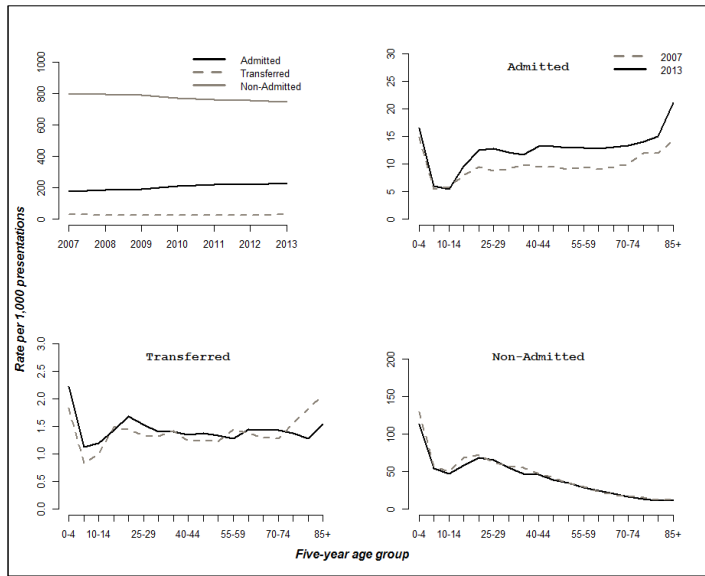 Rate per 1,000 presentations
1000
800
600
400
200
0
Admitted
Transferred
Non-Admitted
2007 2008 2009 2010 2011 2012 2013
30
25
20
15
10
5
0
Admitted
2007
2013
0-4 10-14 25-29 40-44 55-59 70-74 85+
3.0
2.5
2.0
1.5
1.0
0.5
0.0
Transferred
0-4 10-14 25-29 40-44 55-59 70-74 85+
200
150
100
50
0
Non-Admitted
0-4 10-14 25-29 40-44 55-59 70-74 85+
Five-year age group